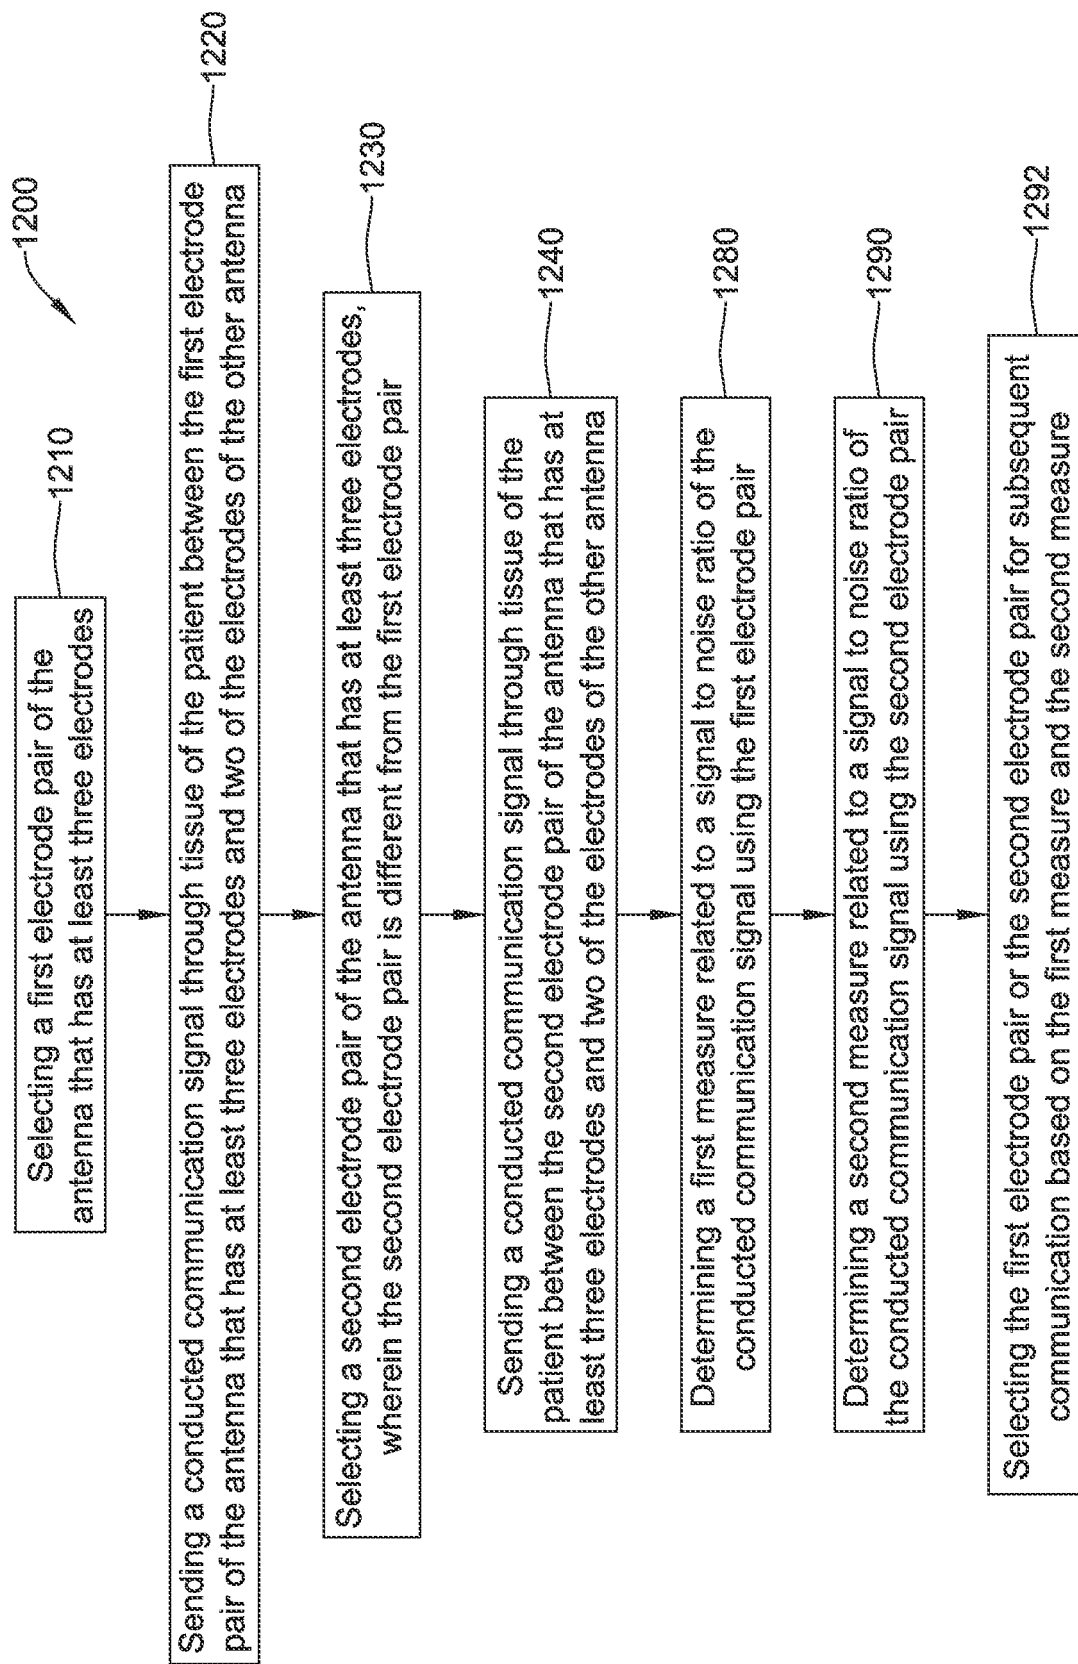 1200
Selecting a first electrode pair of the
antenna that has at least three electrodes
1210
Sending a conducted communication signal through tissue of the patient between the first electrode
pair of the antenna that has at least three electrodes and two of the electrodes of the other antenna
1220
Selecting a second electrode pair of the antenna that has at least three electrodes,
wherein the second electrode pair is different from the first electrode pair
1230
Sending a conducted communication signal through tissue of the
patient between the second electrode pair of the antenna that has at
least three electrodes and two of the electrodes of the other antenna
1240
Determining a first measure related to a signal to noise ratio of the
conducted communication signal using the first electrode pair
1280
Determining a second measure related to a signal to noise ratio of
the conducted communication signal using the second electrode pair
1290
Selecting the first electrode pair or the second electrode pair for subsequent
communication based on the first measure and the second measure
1292